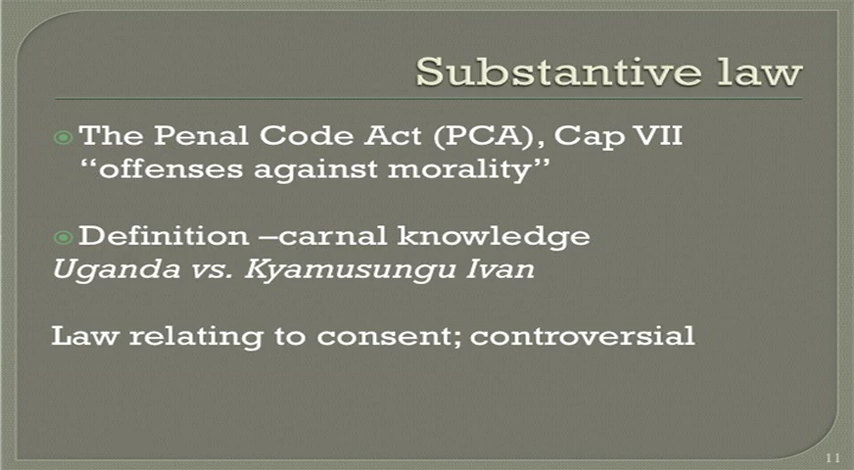 Substantive law
The Penal Code Act (PCA), Cap VII
“offenses against morality”
Definition –carnal knowledge
Uganda vs. Kyamusungu Ivan
Law relating to consent; controversial
11